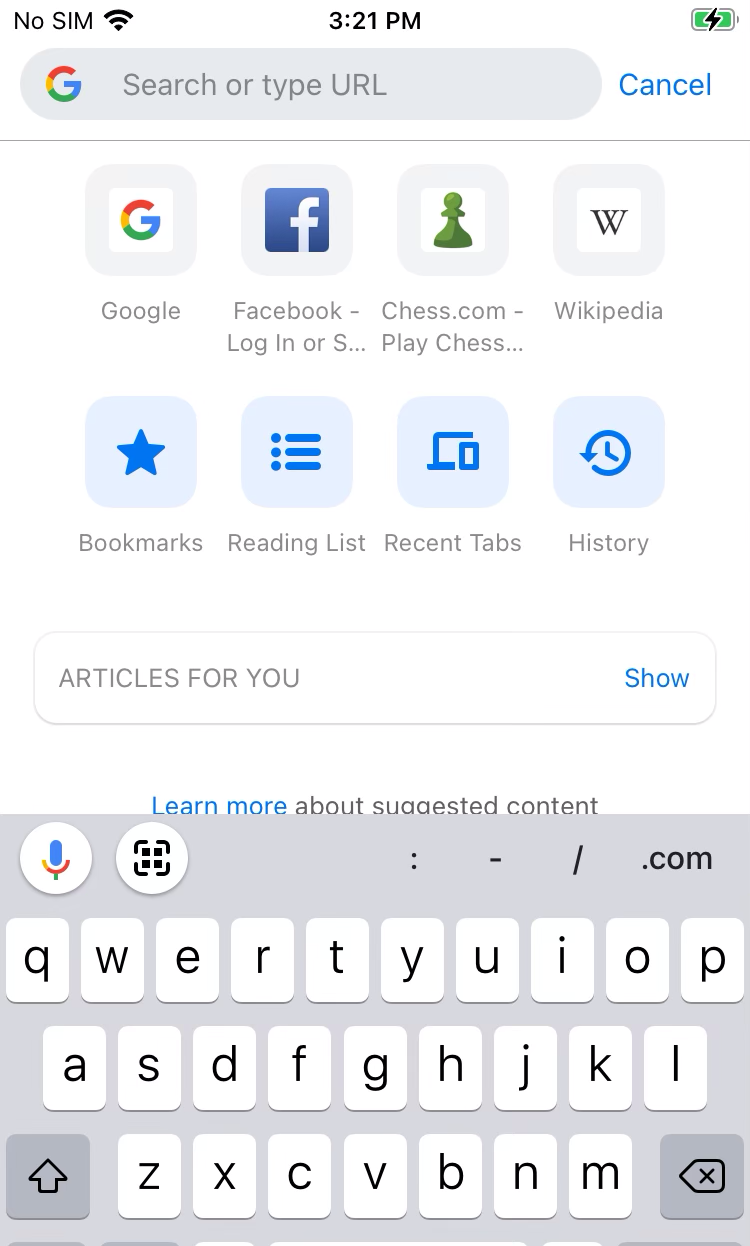 No SIM 3:21 PM
Search or type URL Cancel
Google Facebook - Chess.com - Wikipedia
Log In or S... Play Chess...
Bookmarks Reading List Recent Tabs History
ARTICLES FOR YOU Show
Learn more about suggested content
: - / .com
q w e r t y u i o p
a s d f g h j k l
z x c v b n m